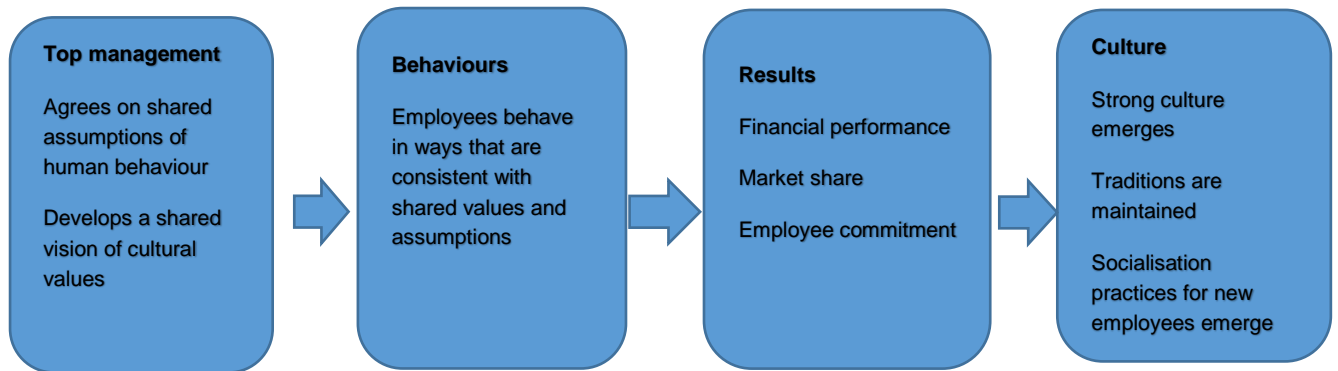 Top management
Agrees on shared
assumptions of
human behaviour
Develops a shared
vision of cultural
values
Behaviours
Employees behave
in ways that are
consistent with
shared values and
assumptions
Results
Financial performance
Market share
Employee commitment
Culture
Strong culture
emerges
Traditions are
maintained
Socialisation
practices for new
employees emerge